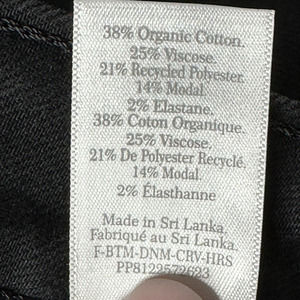 38% Organic Cotton.
25% Viscose.
21% Recycled Polyester.
14% Modal.
2% Elastane.
38% Coton Organique.
25% Viscose.
21% De Polyester Recyclé.
14% Modal.
2% Élasthanne
Made in Sri Lanka.
Fabriqué au Sri Lanka.
F-BTM-DNM-CRV-HRS
PP8122572623